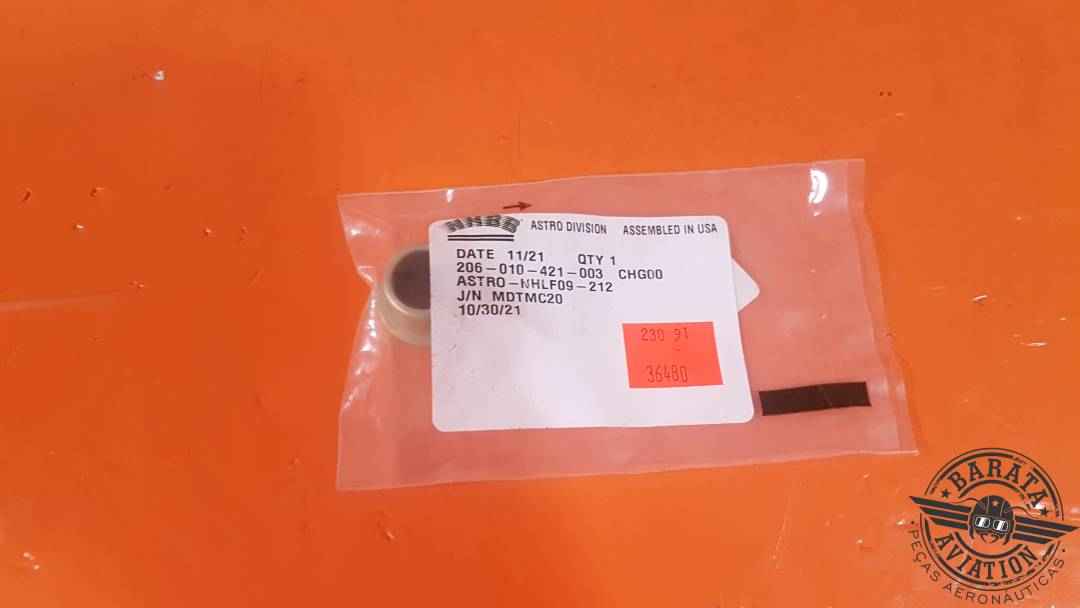 NHBB ASTRO DIVISION ASSEMBLED IN USA
DATE 11/21 QTY 1
206-010-421-003 CHG00
ASTRO-NHLF09-212
J/N MDTMC20
10/30/21
230 91
36480
BARATA
AVIATION
PEÇAS AERONÁUTICAS